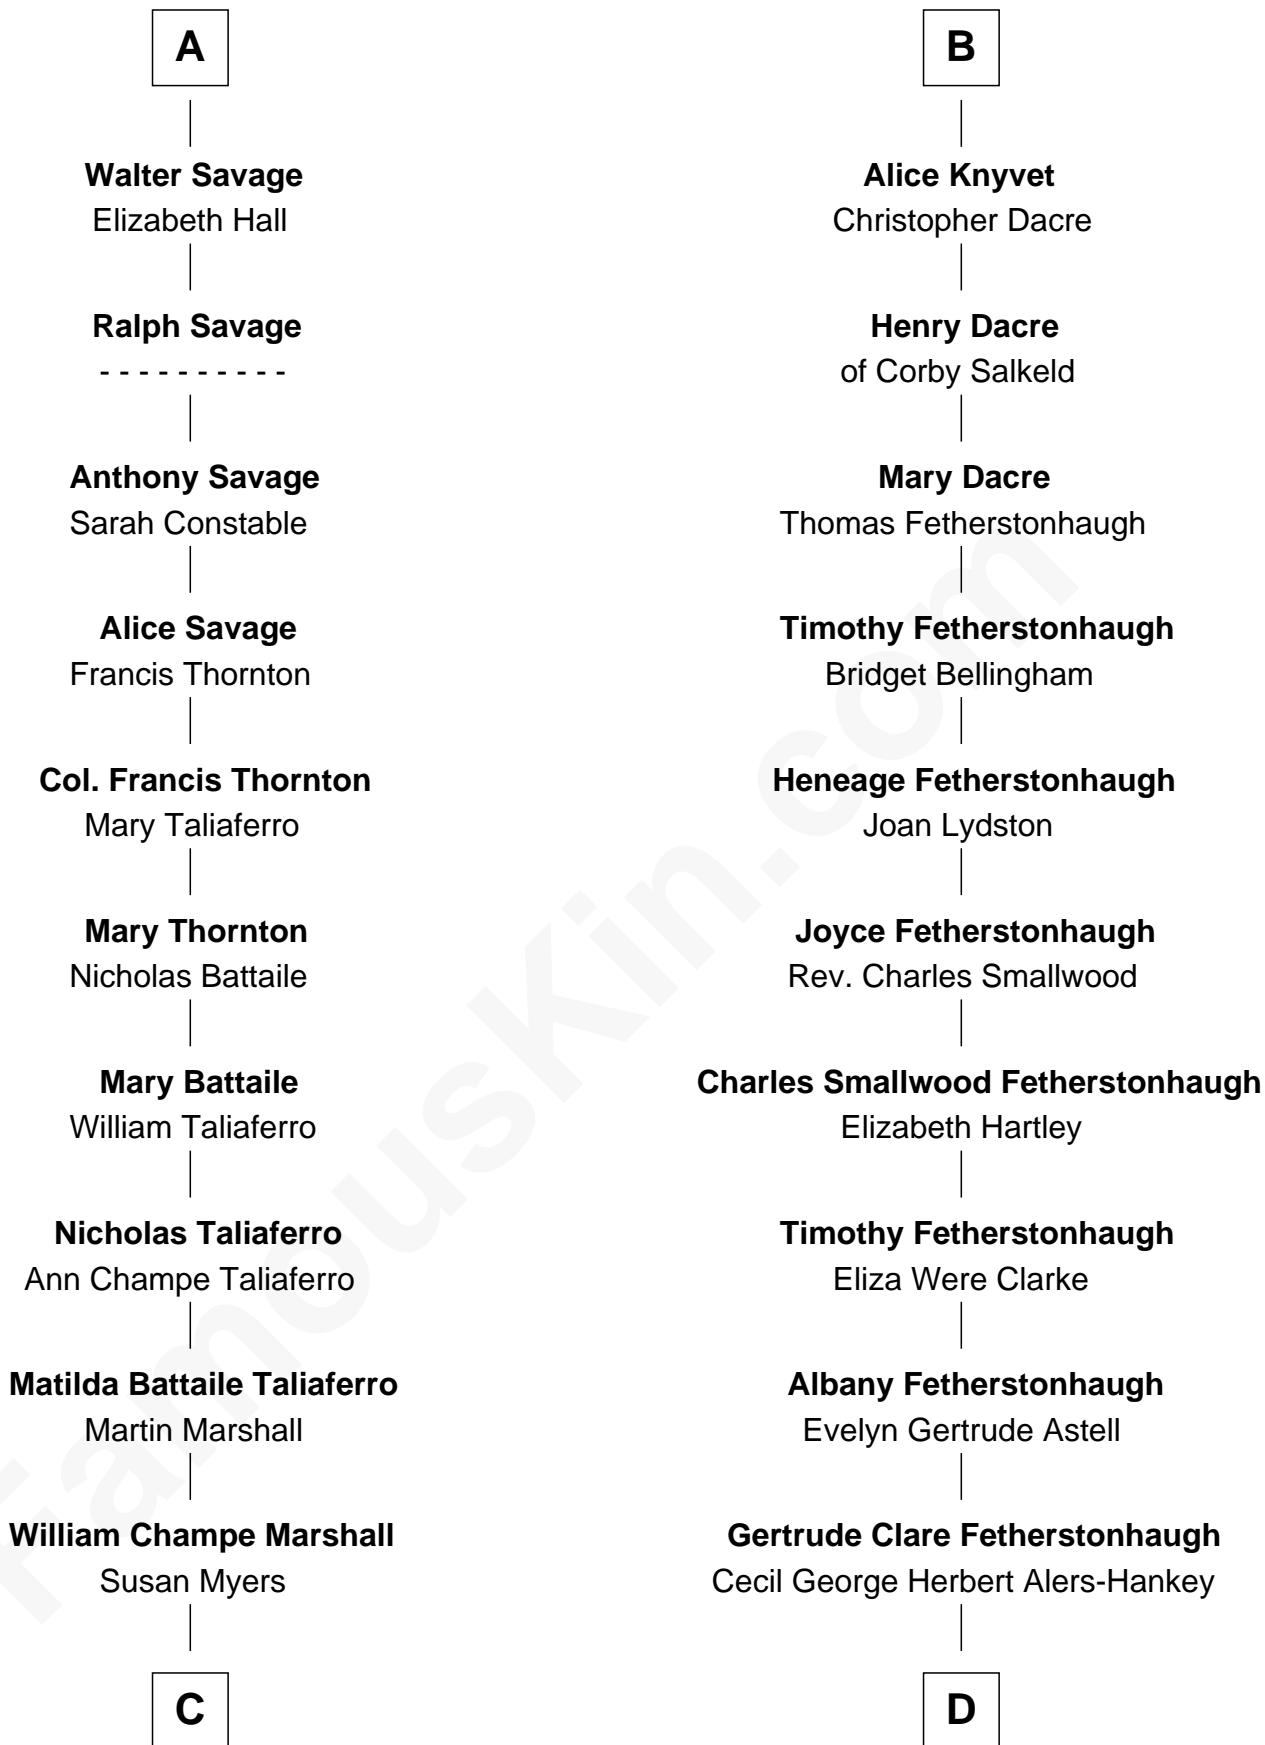 A
Walter Savage
Elizabeth Hall
Ralph Savage
- - - - - - - - - -
Anthony Savage
Sarah Constable
Alice Savage
Francis Thornton
Col. Francis Thornton
Mary Taliaferro
Mary Thornton
Nicholas Battaile
Mary Battaile
William Taliaferro
Nicholas Taliaferro
Ann Champe Taliaferro
Matilda Battaile Taliaferro
Martin Marshall
William Champe Marshall
Susan Myers
C
B
Alice Knyvet
Christopher Dacre
Henry Dacre
of Corby Salkeld
Mary Dacre
Thomas Fetherstonhaugh
Timothy Fetherstonhaugh
Bridget Bellingham
Heneage Fetherstonhaugh
Joan Lydston
Joyce Fetherstonhaugh
Rev. Charles Smallwood
Charles Smallwood Fetherstonhaugh
Elizabeth Hartley
Timothy Fetherstonhaugh
Eliza Were Clarke
Albany Fetherstonhaugh
Evelyn Gertrude Astell
Gertrude Clare Fetherstonhaugh
Cecil George Herbert Alers-Hankey
D
FamousKin.com